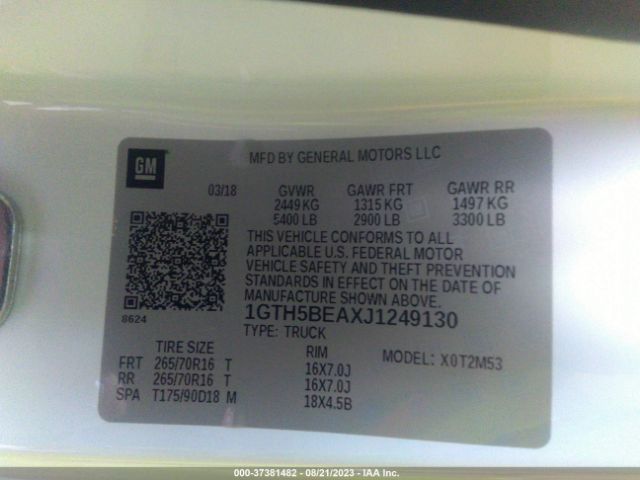 GM
MFD BY GENERAL MOTORS LLC
03/18 GVWR GAWR FRT GAWR RR
2449 KG 1315 KG 1497 KG
5400 LB 2900 LB 3300 LB
THIS VEHICLE CONFORMS TO ALL
APPLICABLE U.S. FEDERAL MOTOR
VEHICLE SAFETY AND THEFT PREVENTION
STANDARDS IN EFFECT ON THE DATE OF
MANUFACTURE SHOWN ABOVE.
8624
1GTH5BEAXJ1249130
TYPE: TRUCK
TIRE SIZE RIM MODEL: X0T2M53
FRT 265/70R16 T 16X7.0J
RR 265/70R16 T 16X7.0J
SPA T175/90D18 M 18X4.5B
000-37381482 - 08/21/2023 - IAA Inc.